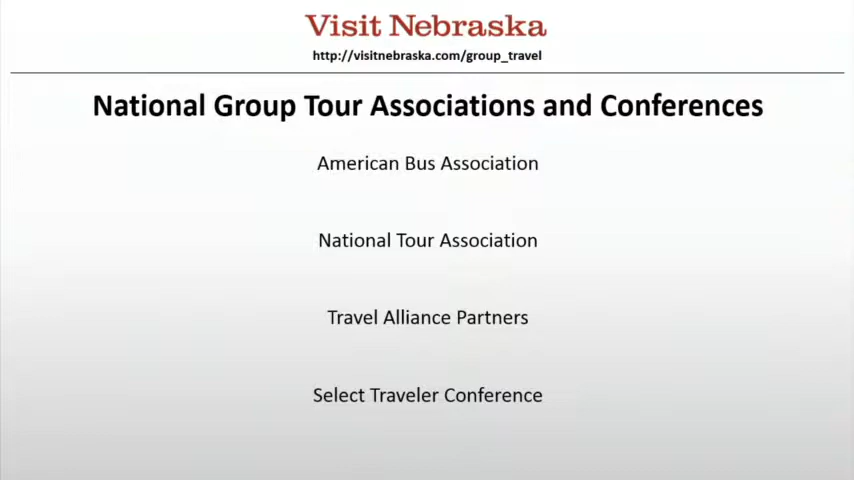 Visit Nebraska
http://visitnebraska.com/group_travel
National Group Tour Associations and Conferences
American Bus Association
National Tour Association
Travel Alliance Partners
Select Traveler Conference